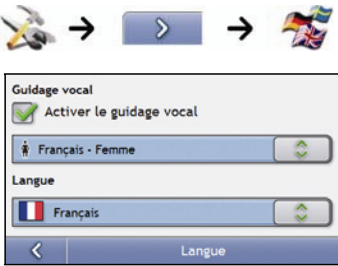 Guidage vocal
Activer le guidage vocal
Français - Femme
Langue
Français
Langue